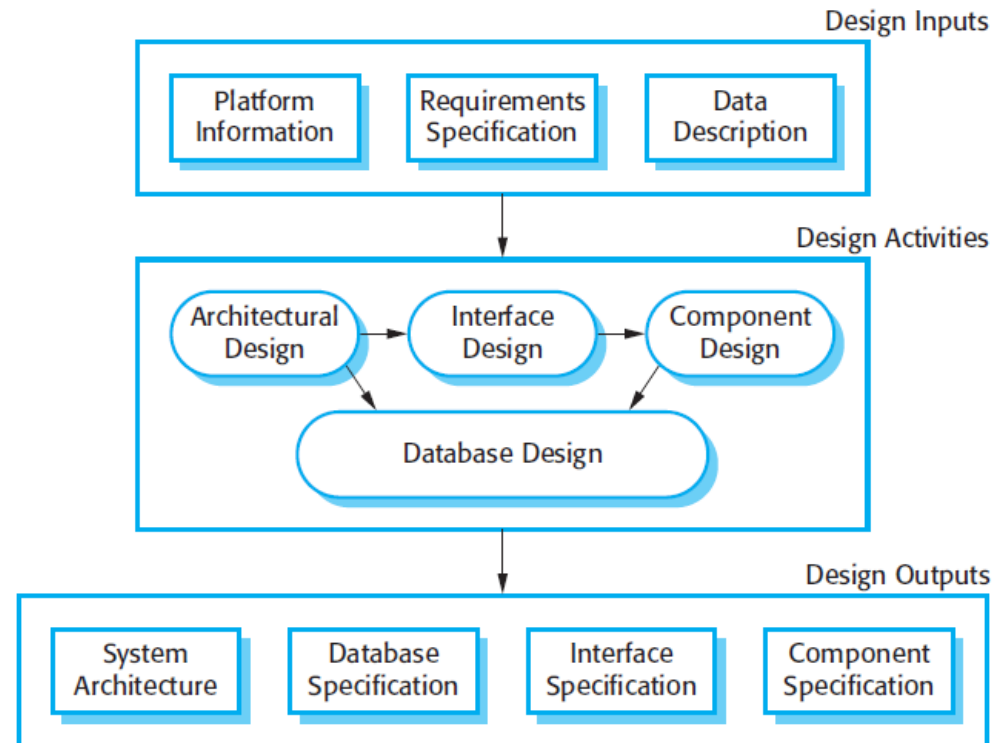 Design Inputs
Platform
Information
Requirements
Specification
Data
Description
Design Activities
Architectural
Design
Interface
Design
Component
Design
Database Design
Design Outputs
System
Architecture
Database
Specification
Interface
Specification
Component
Specification